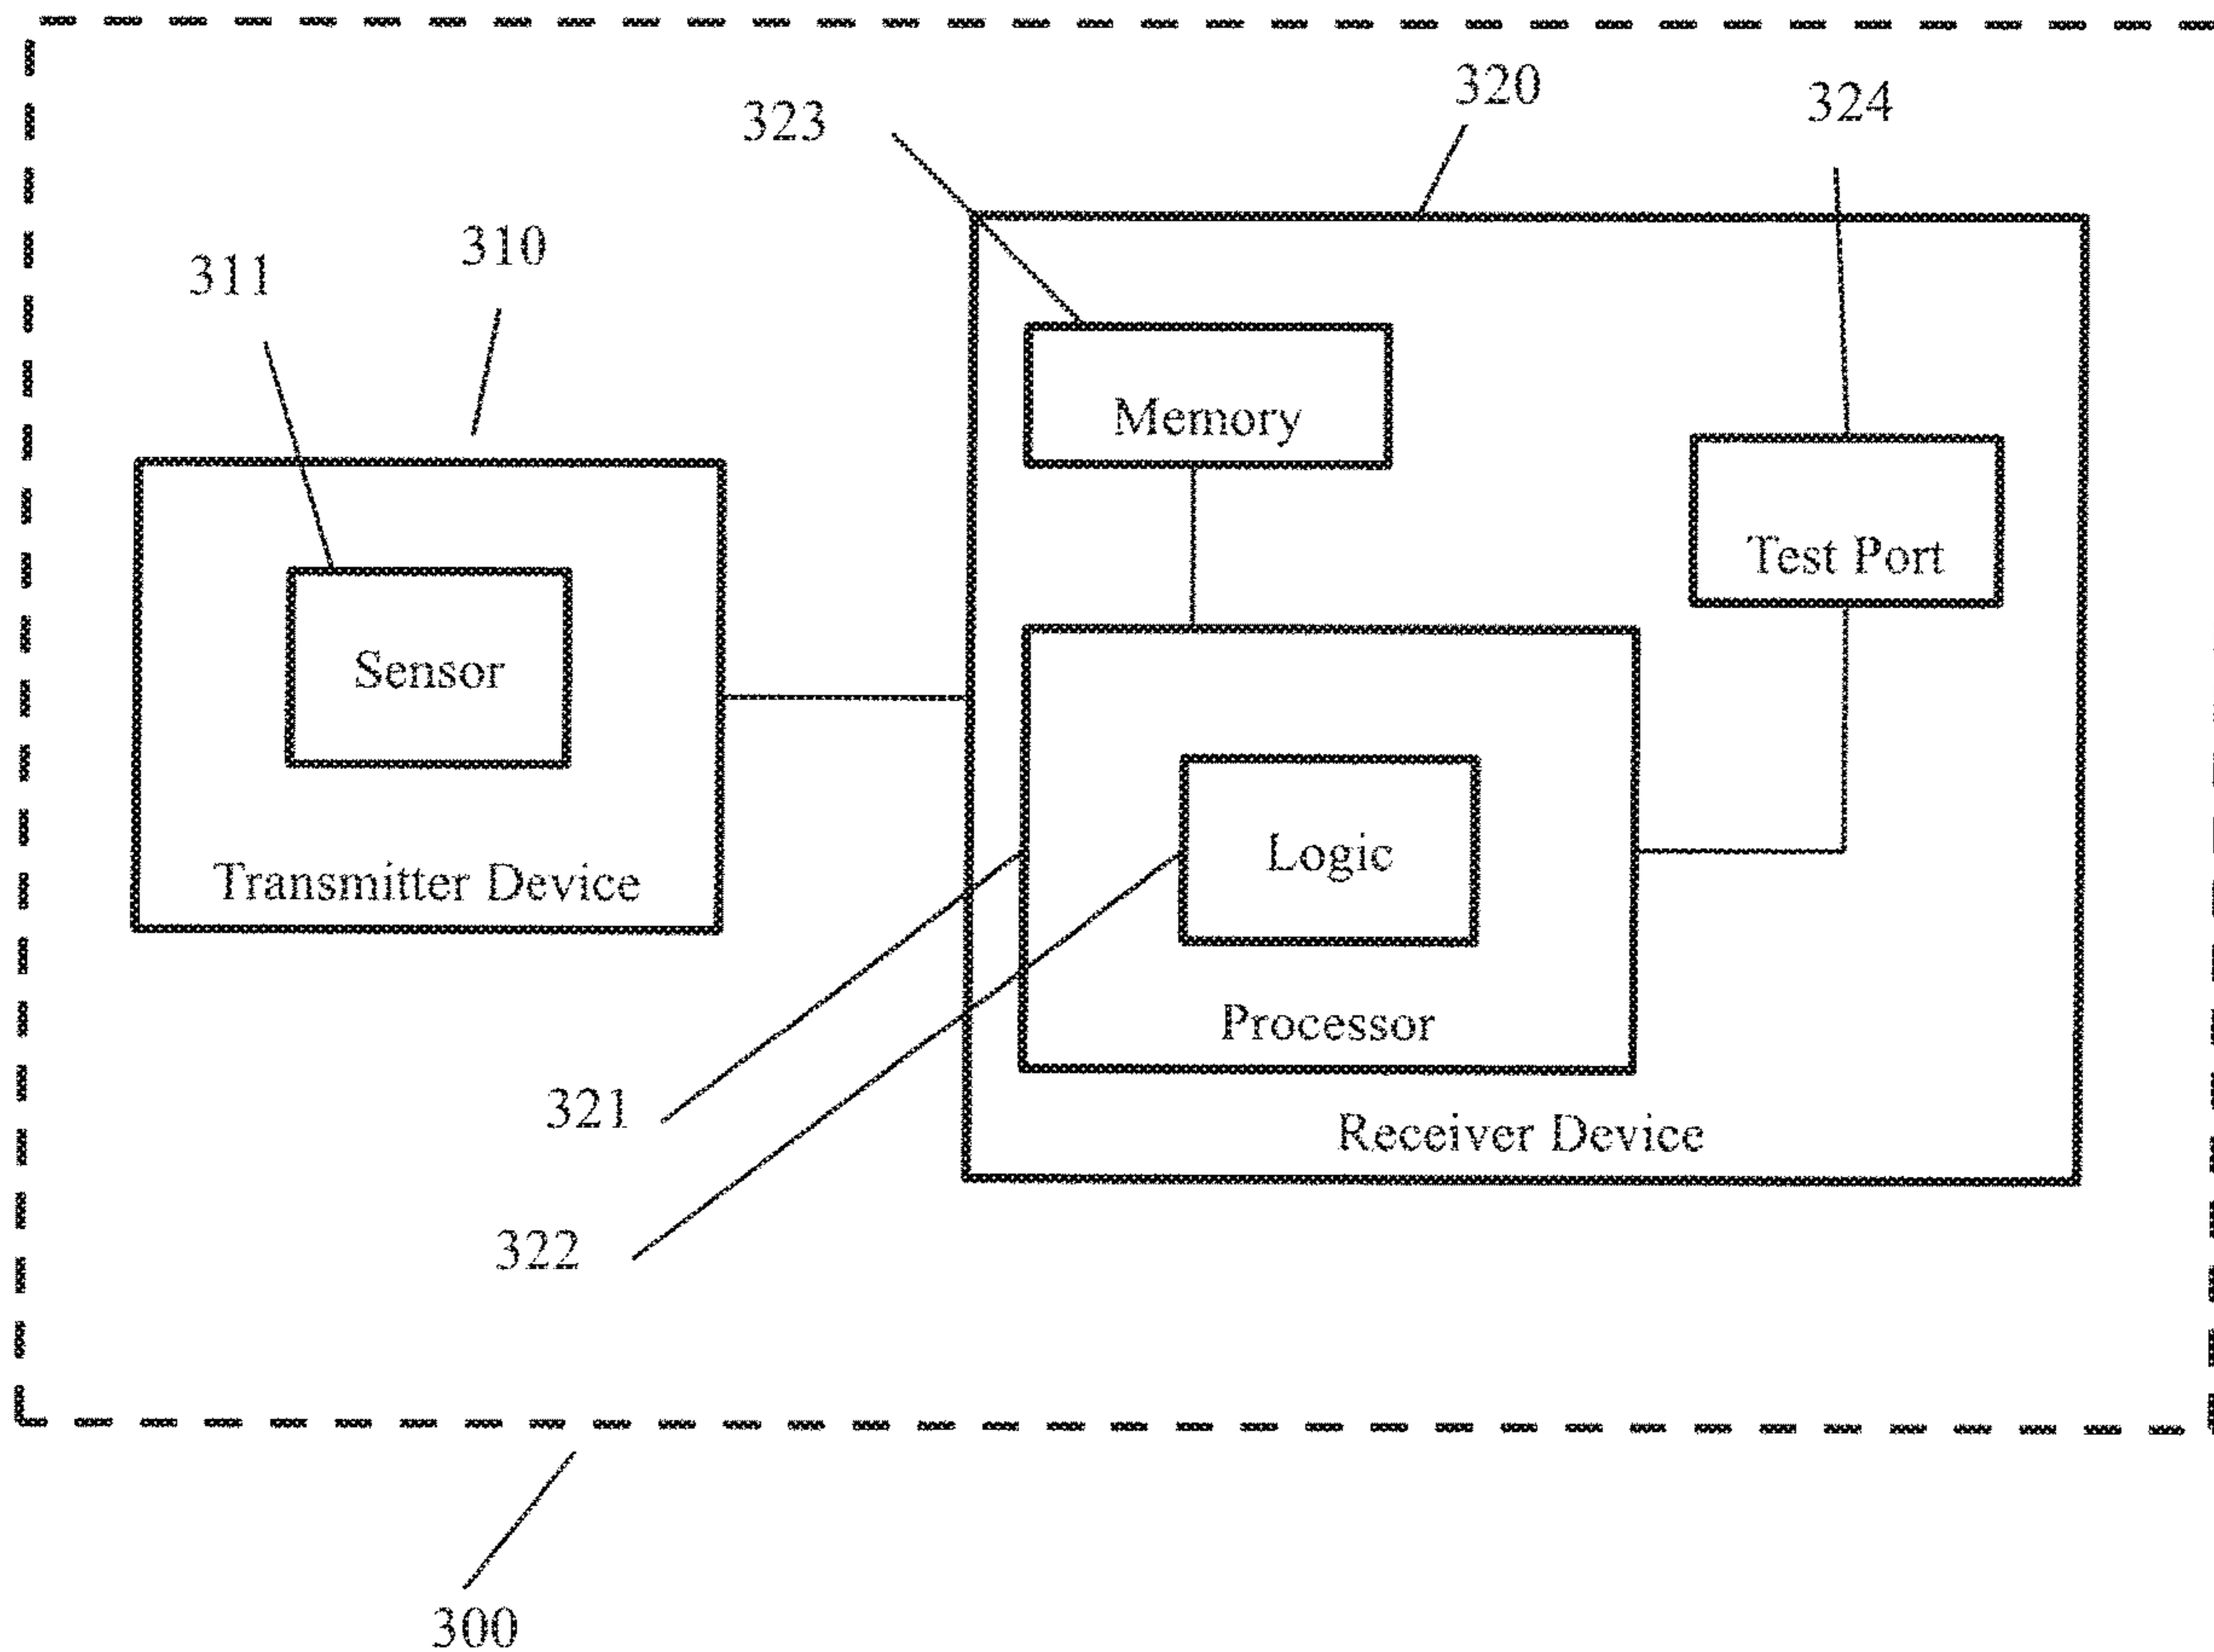 320
324
323
310
311
Memory
Test Port
Sensor
Logic
Transmitter Device
Processor
321
Receiver Device
322
300